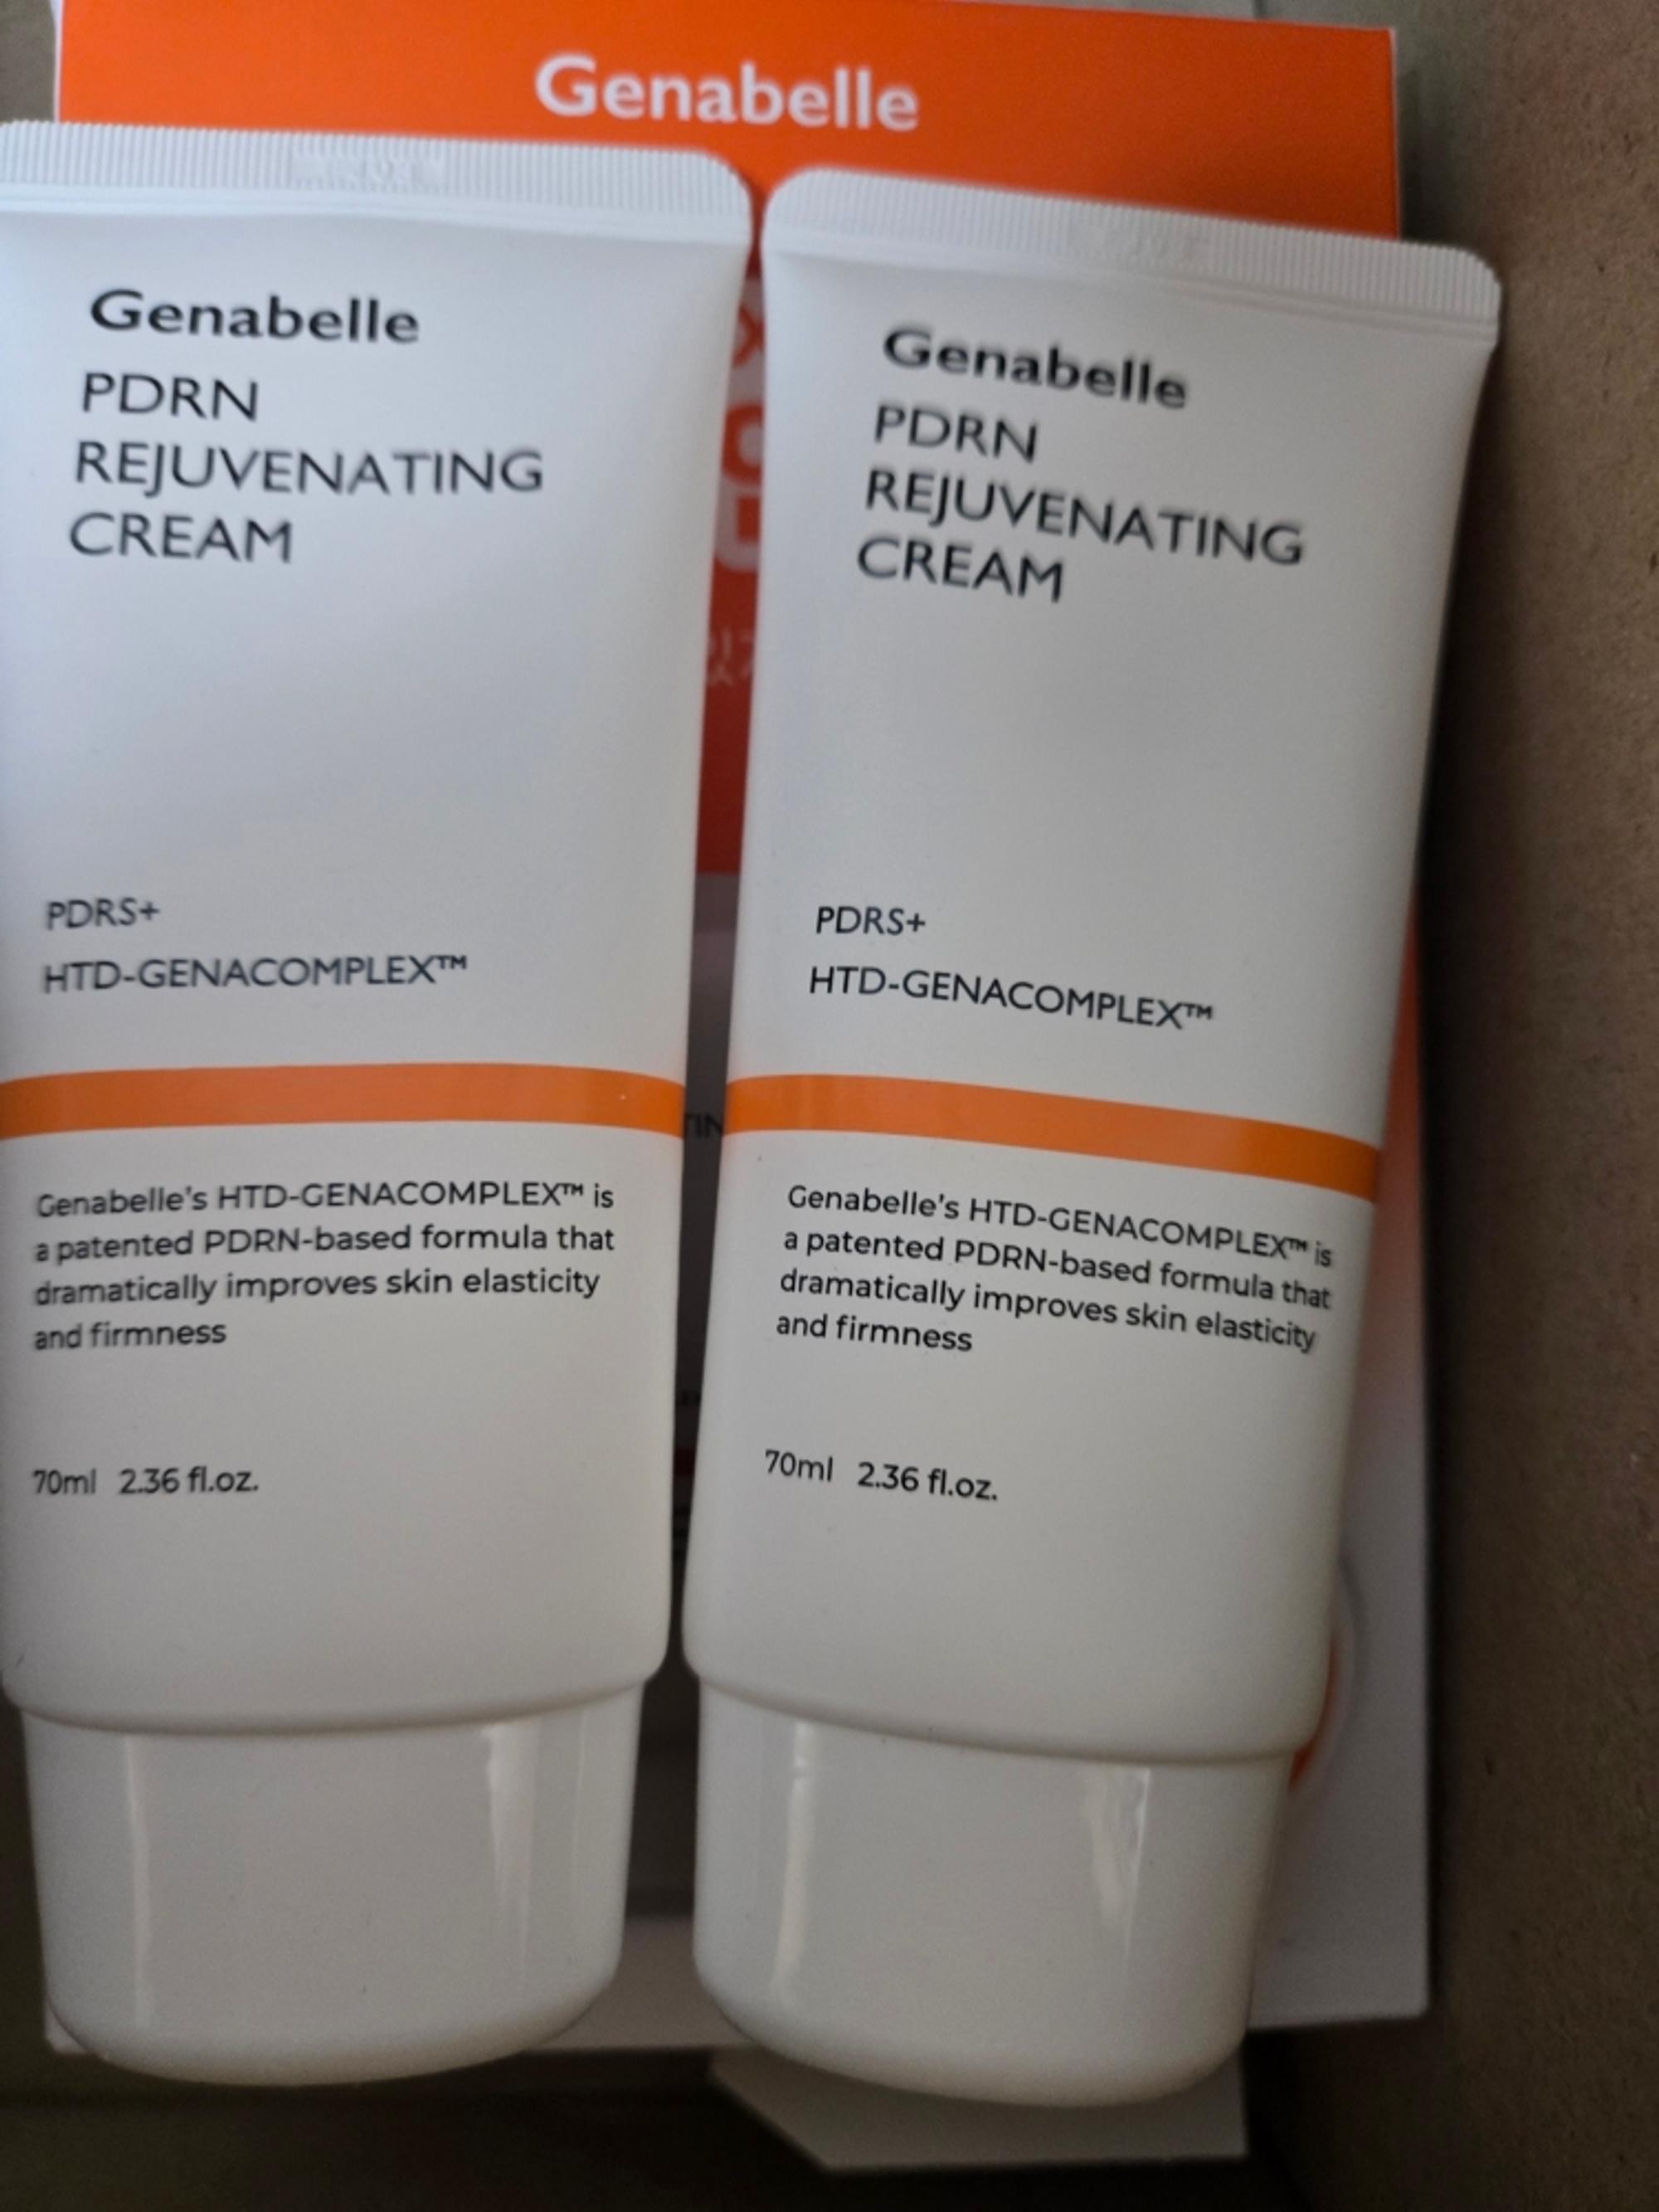 Genabelle
Genabelle
PDRN
REJUVENATING
CREAM
PDRS+
HTD-GENACOMPLEX™
Genabelle's HTD-GENACOMPLEX™ is
a patented PDRN-based formula that
dramatically improves skin elasticity
and firmness
70ml 2.36 fl.oz.
Genabelle
PDRN
REJUVENATING
CREAM
PDRS+
HTD-GENACOMPLEX™
Genabelle's HTD-GENACOMPLEX™ is
a patented PDRN-based formula that
dramatically improves skin elasticity
and firmness
70ml 2.36 fl.oz.